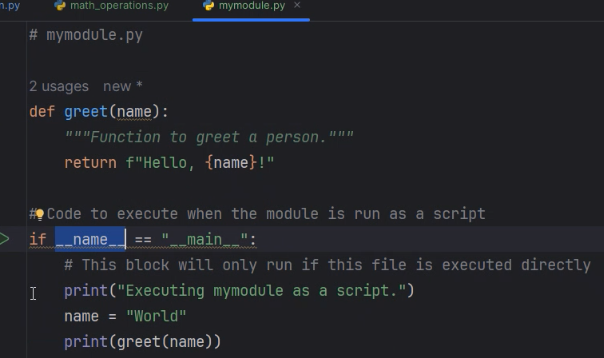 n.py math_operations.py mymodule.py ×
# mymodule.py
2 usages new *
def greet(name):
"""Function to greet a person."""
return f"Hello, {name}!"
# Code to execute when the module is run as a script
if __name__ == "__main__":
# This block will only run if this file is executed directly
print("Executing mymodule as a script.")
name = "World"
print(greet(name))